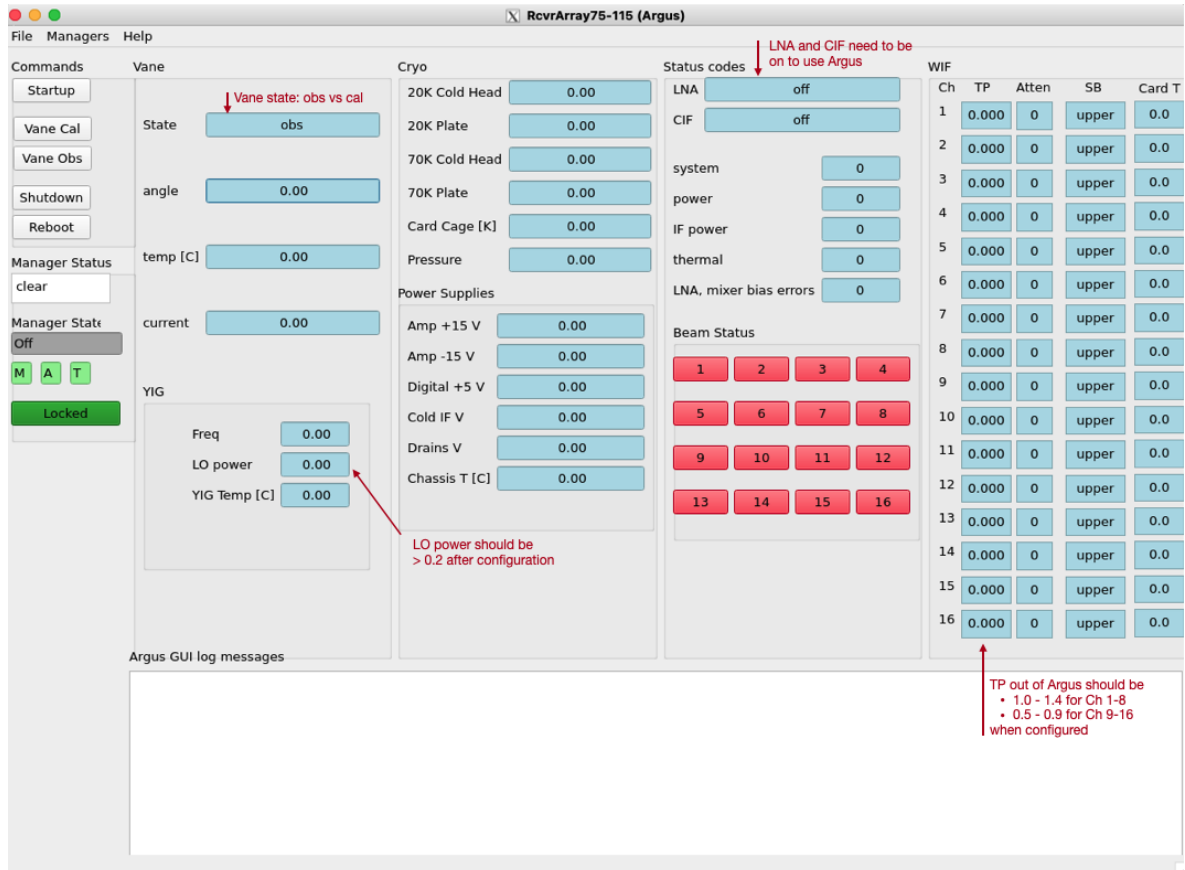 RcvrArray75-115 (Argus)
File Managers Help
Commands
Startup
Vane Cal
Vane Obs
Shutdown
Reboot
Manager Status
clear
Manager State
Off
M A T
Locked
Vane
Vane state: obs vs cal
State obs
angle 0.00
temp [C] 0.00
current 0.00
YIG
Freq 0.00
LO power 0.00
YIG Temp [C] 0.00
LO power should be
> 0.2 after configuration
Cryo
20K Cold Head 0.00
20K Plate 0.00
70K Cold Head 0.00
70K Plate 0.00
Card Cage [K] 0.00
Pressure 0.00
Power Supplies
Amp +15 V 0.00
Amp -15 V 0.00
Digital +5 V 0.00
Cold IF V 0.00
Drains V 0.00
Chassis T [C] 0.00
LNA and CIF need to be
on to use Argus
Status codes
LNA off
CIF off
system 0
power 0
IF power 0
thermal 0
LNA, mixer bias errors 0
Beam Status
1 2 3 4
5 6 7 8
9 10 11 12
13 14 15 16
WIF
Ch TP Atten SB Card T
1 0.000 0 upper 0.0
2 0.000 0 upper 0.0
3 0.000 0 upper 0.0
4 0.000 0 upper 0.0
5 0.000 0 upper 0.0
6 0.000 0 upper 0.0
7 0.000 0 upper 0.0
8 0.000 0 upper 0.0
9 0.000 0 upper 0.0
10 0.000 0 upper 0.0
11 0.000 0 upper 0.0
12 0.000 0 upper 0.0
13 0.000 0 upper 0.0
14 0.000 0 upper 0.0
15 0.000 0 upper 0.0
16 0.000 0 upper 0.0
TP out of Argus should be
• 1.0 - 1.4 for Ch 1-8
• 0.5 - 0.9 for Ch 9-16
when configured
Argus GUI log messages